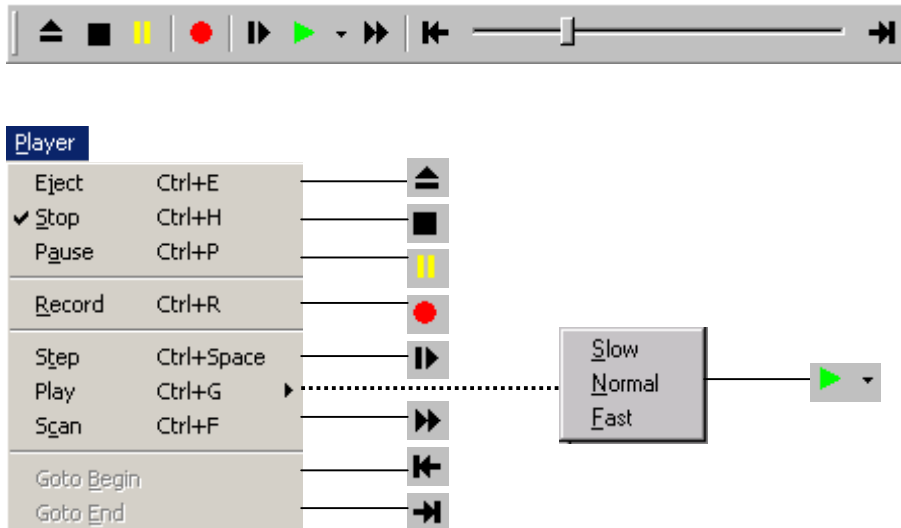 Player
Eject Ctrl+E
Stop Ctrl+H
Pause Ctrl+P
Record Ctrl+R
Step Ctrl+Space
Play Ctrl+G
Scan Ctrl+F
Goto Begin
Goto End
Slow
Normal
Fast